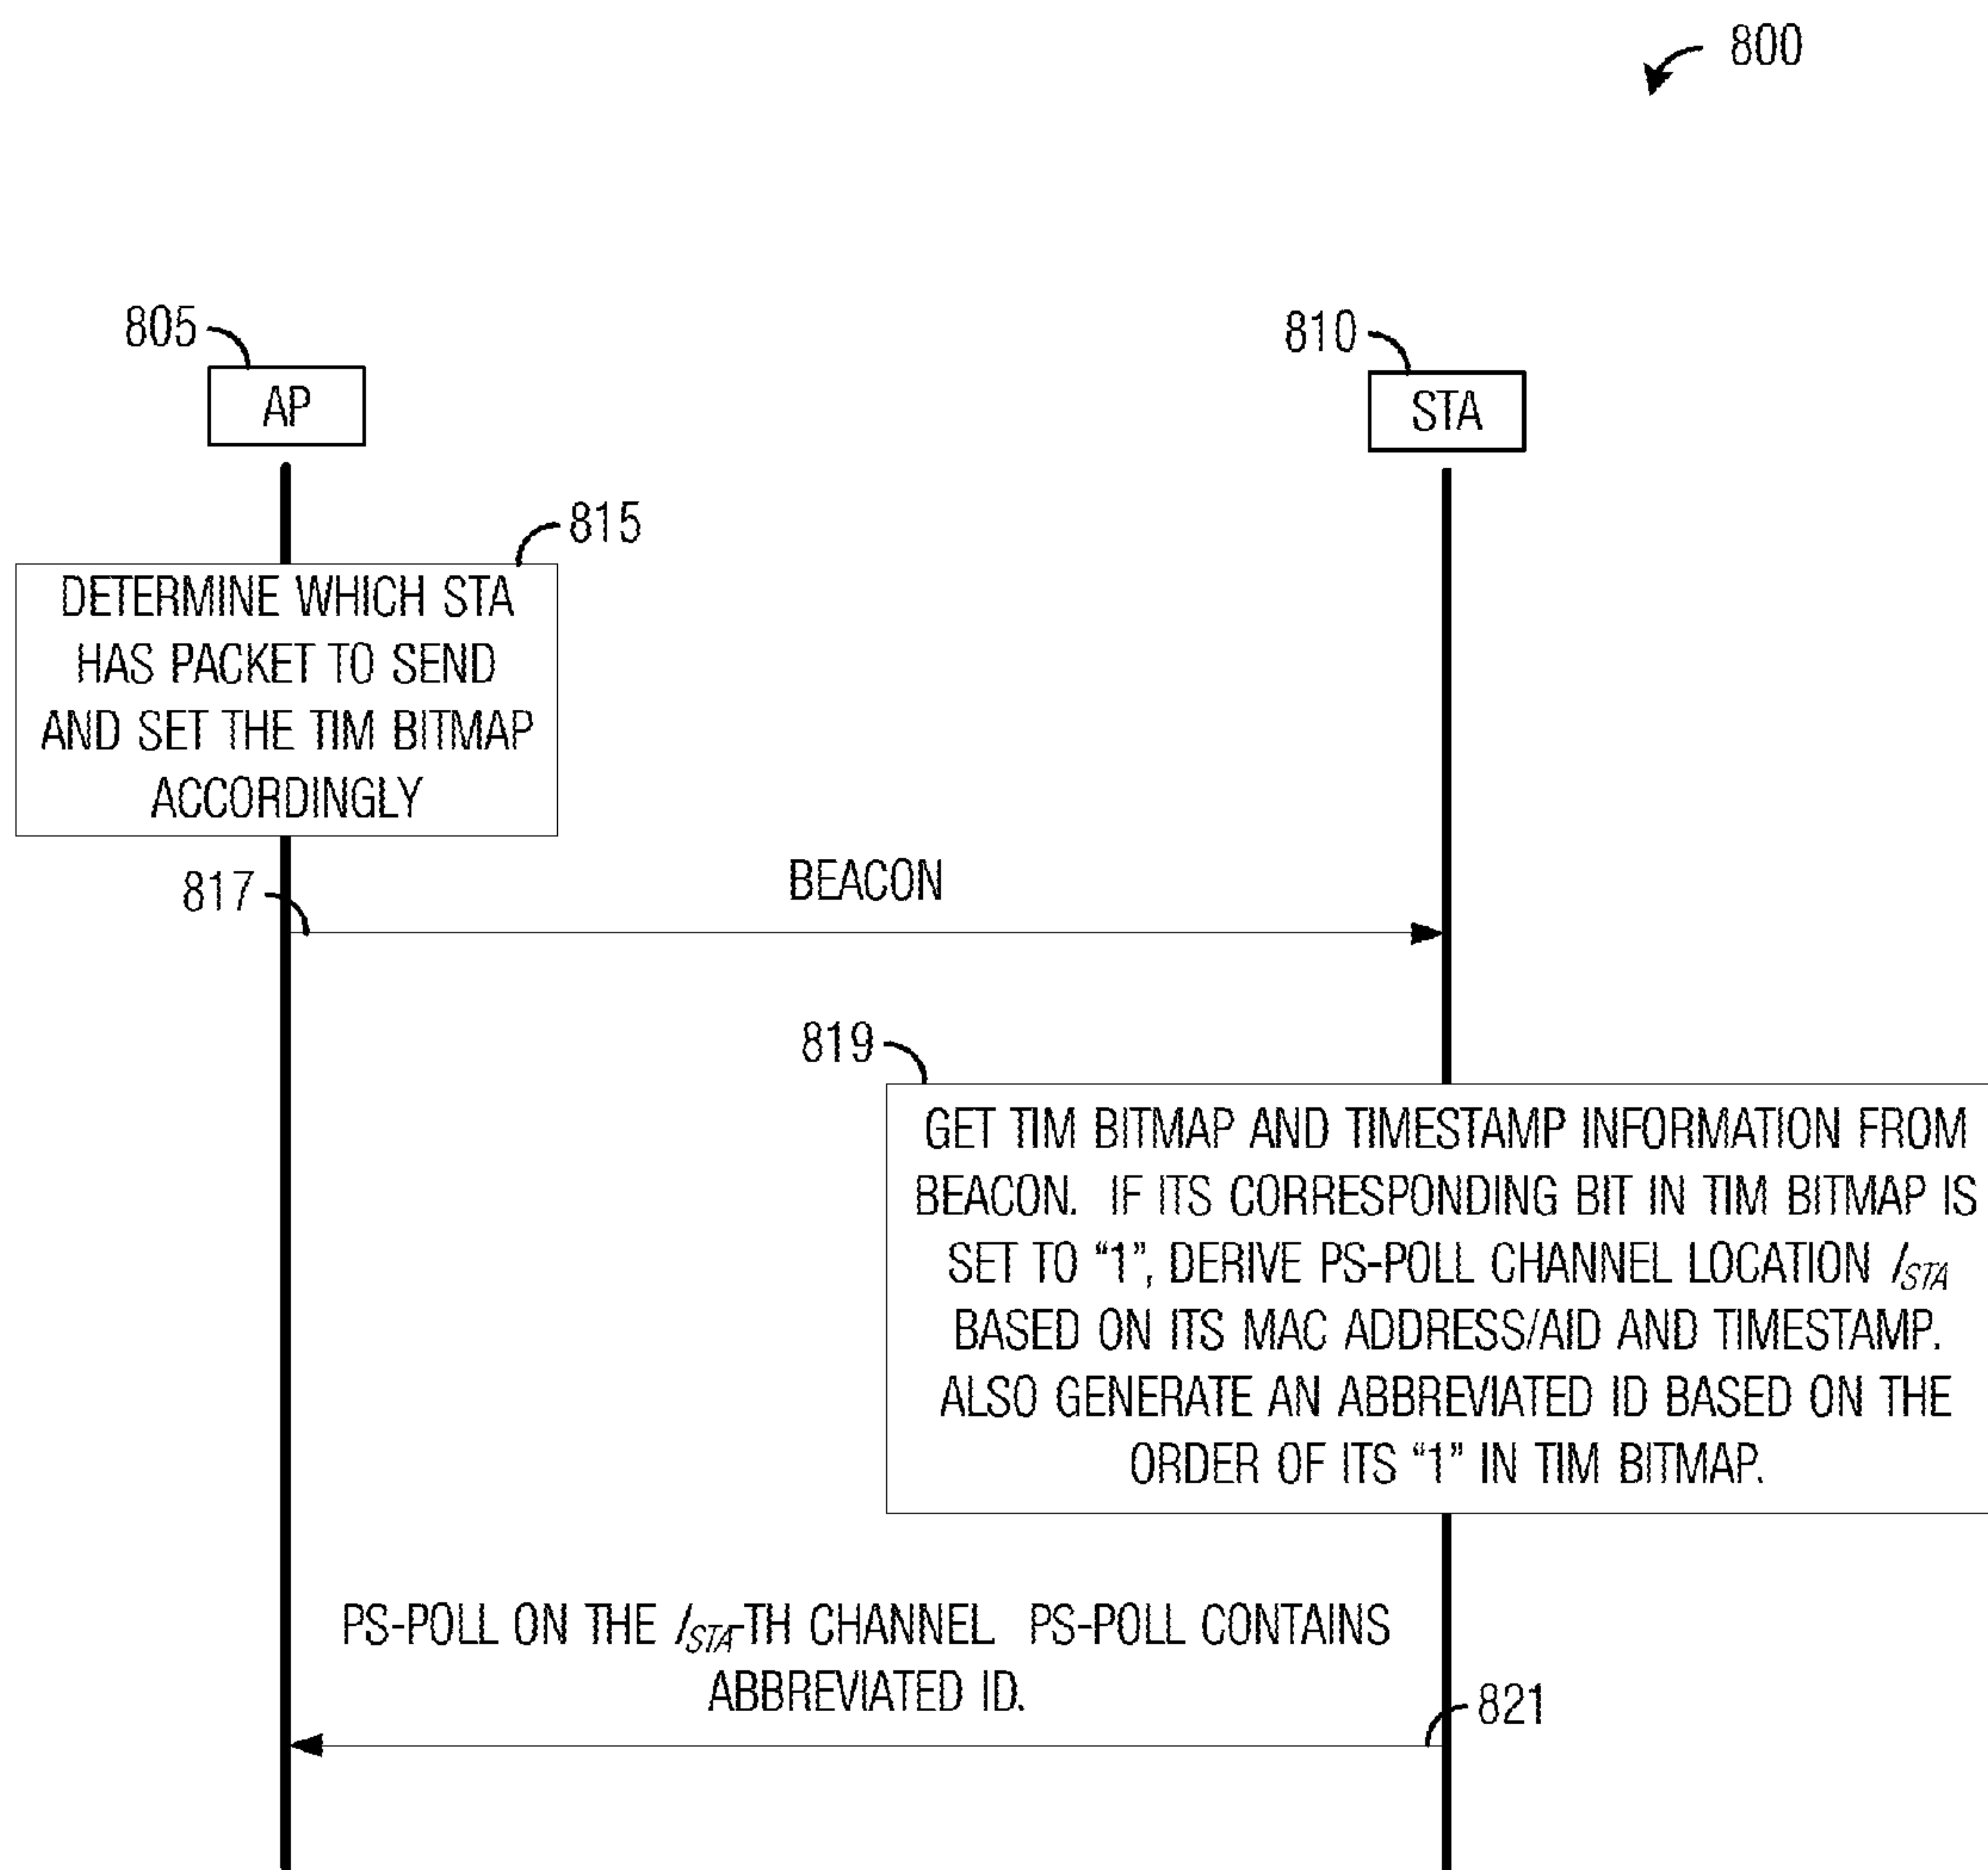 800
805
AP
810
STA
815
DETERMINE WHICH STA
HAS PACKET TO SEND
AND SET THE TIM BITMAP
ACCORDINGLY
817
BEACON
819
GET TIM BITMAP AND TIMESTAMP INFORMATION FROM
BEACON. IF ITS CORRESPONDING BIT IN TIM BITMAP IS
SET TO “1”, DERIVE PS-POLL CHANNEL LOCATION I_STA
BASED ON ITS MAC ADDRESS/AID AND TIMESTAMP.
ALSO GENERATE AN ABBREVIATED ID BASED ON THE
ORDER OF ITS “1” IN TIM BITMAP.
PS-POLL ON THE I_STA-TH CHANNEL PS-POLL CONTAINS
ABBREVIATED ID.
821